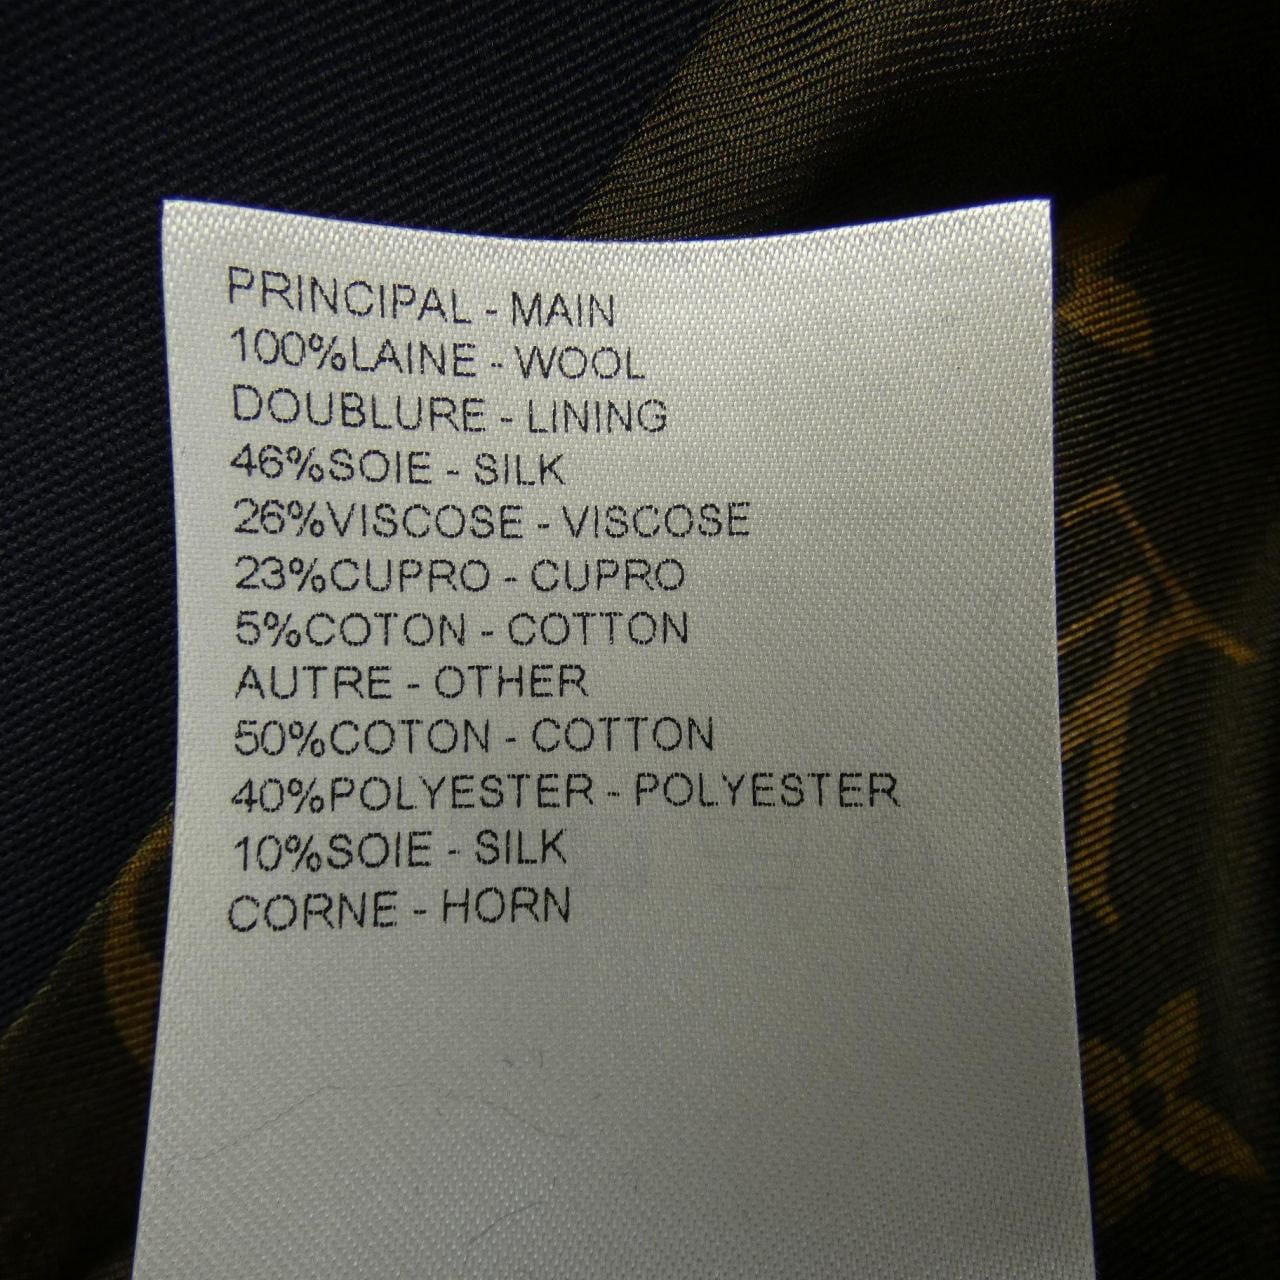 PRINCIPAL - MAIN
100%LAINE - WOOL
DOUBLURE - LINING
46%SOIE - SILK
26%VISCOSE - VISCOSE
23%CUPRO - CUPRO
5%COTON - COTTON
AUTRE - OTHER
50%COTON - COTTON
40%POLYESTER - POLYESTER
10%SOIE - SILK
CORNE - HORN